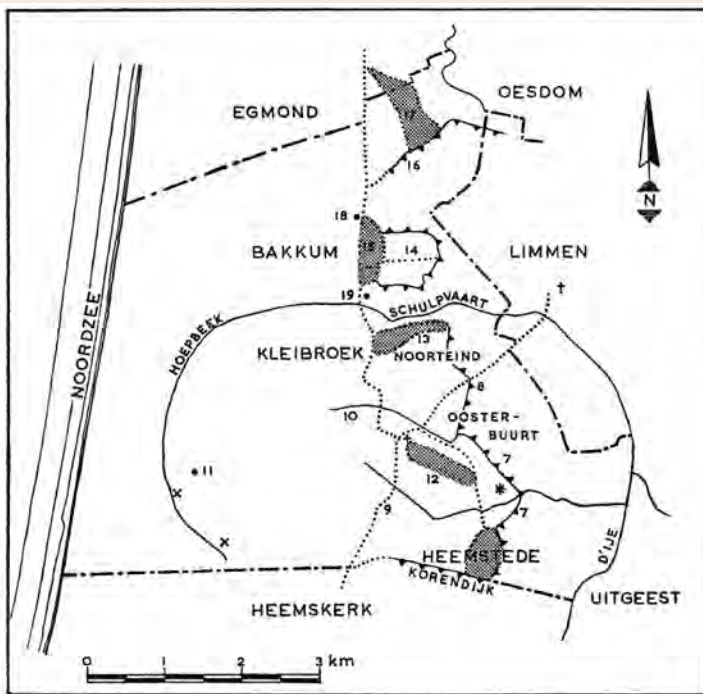 OESDOM
EGMOND
17
16
N
18
BAKKUM
15
14
LIMMEN
19
SCHULPVAART
HOEPBEEK
NOORDZEE
KLEIBROEK
13
NOORTEIND
8
10
OOSTER-
BUURT
7
11
12
9
7
HEEMSTEDE
D'IJE
KORENDIJK
HEEMSKERK
UITGEEST
0 1 2 3 km